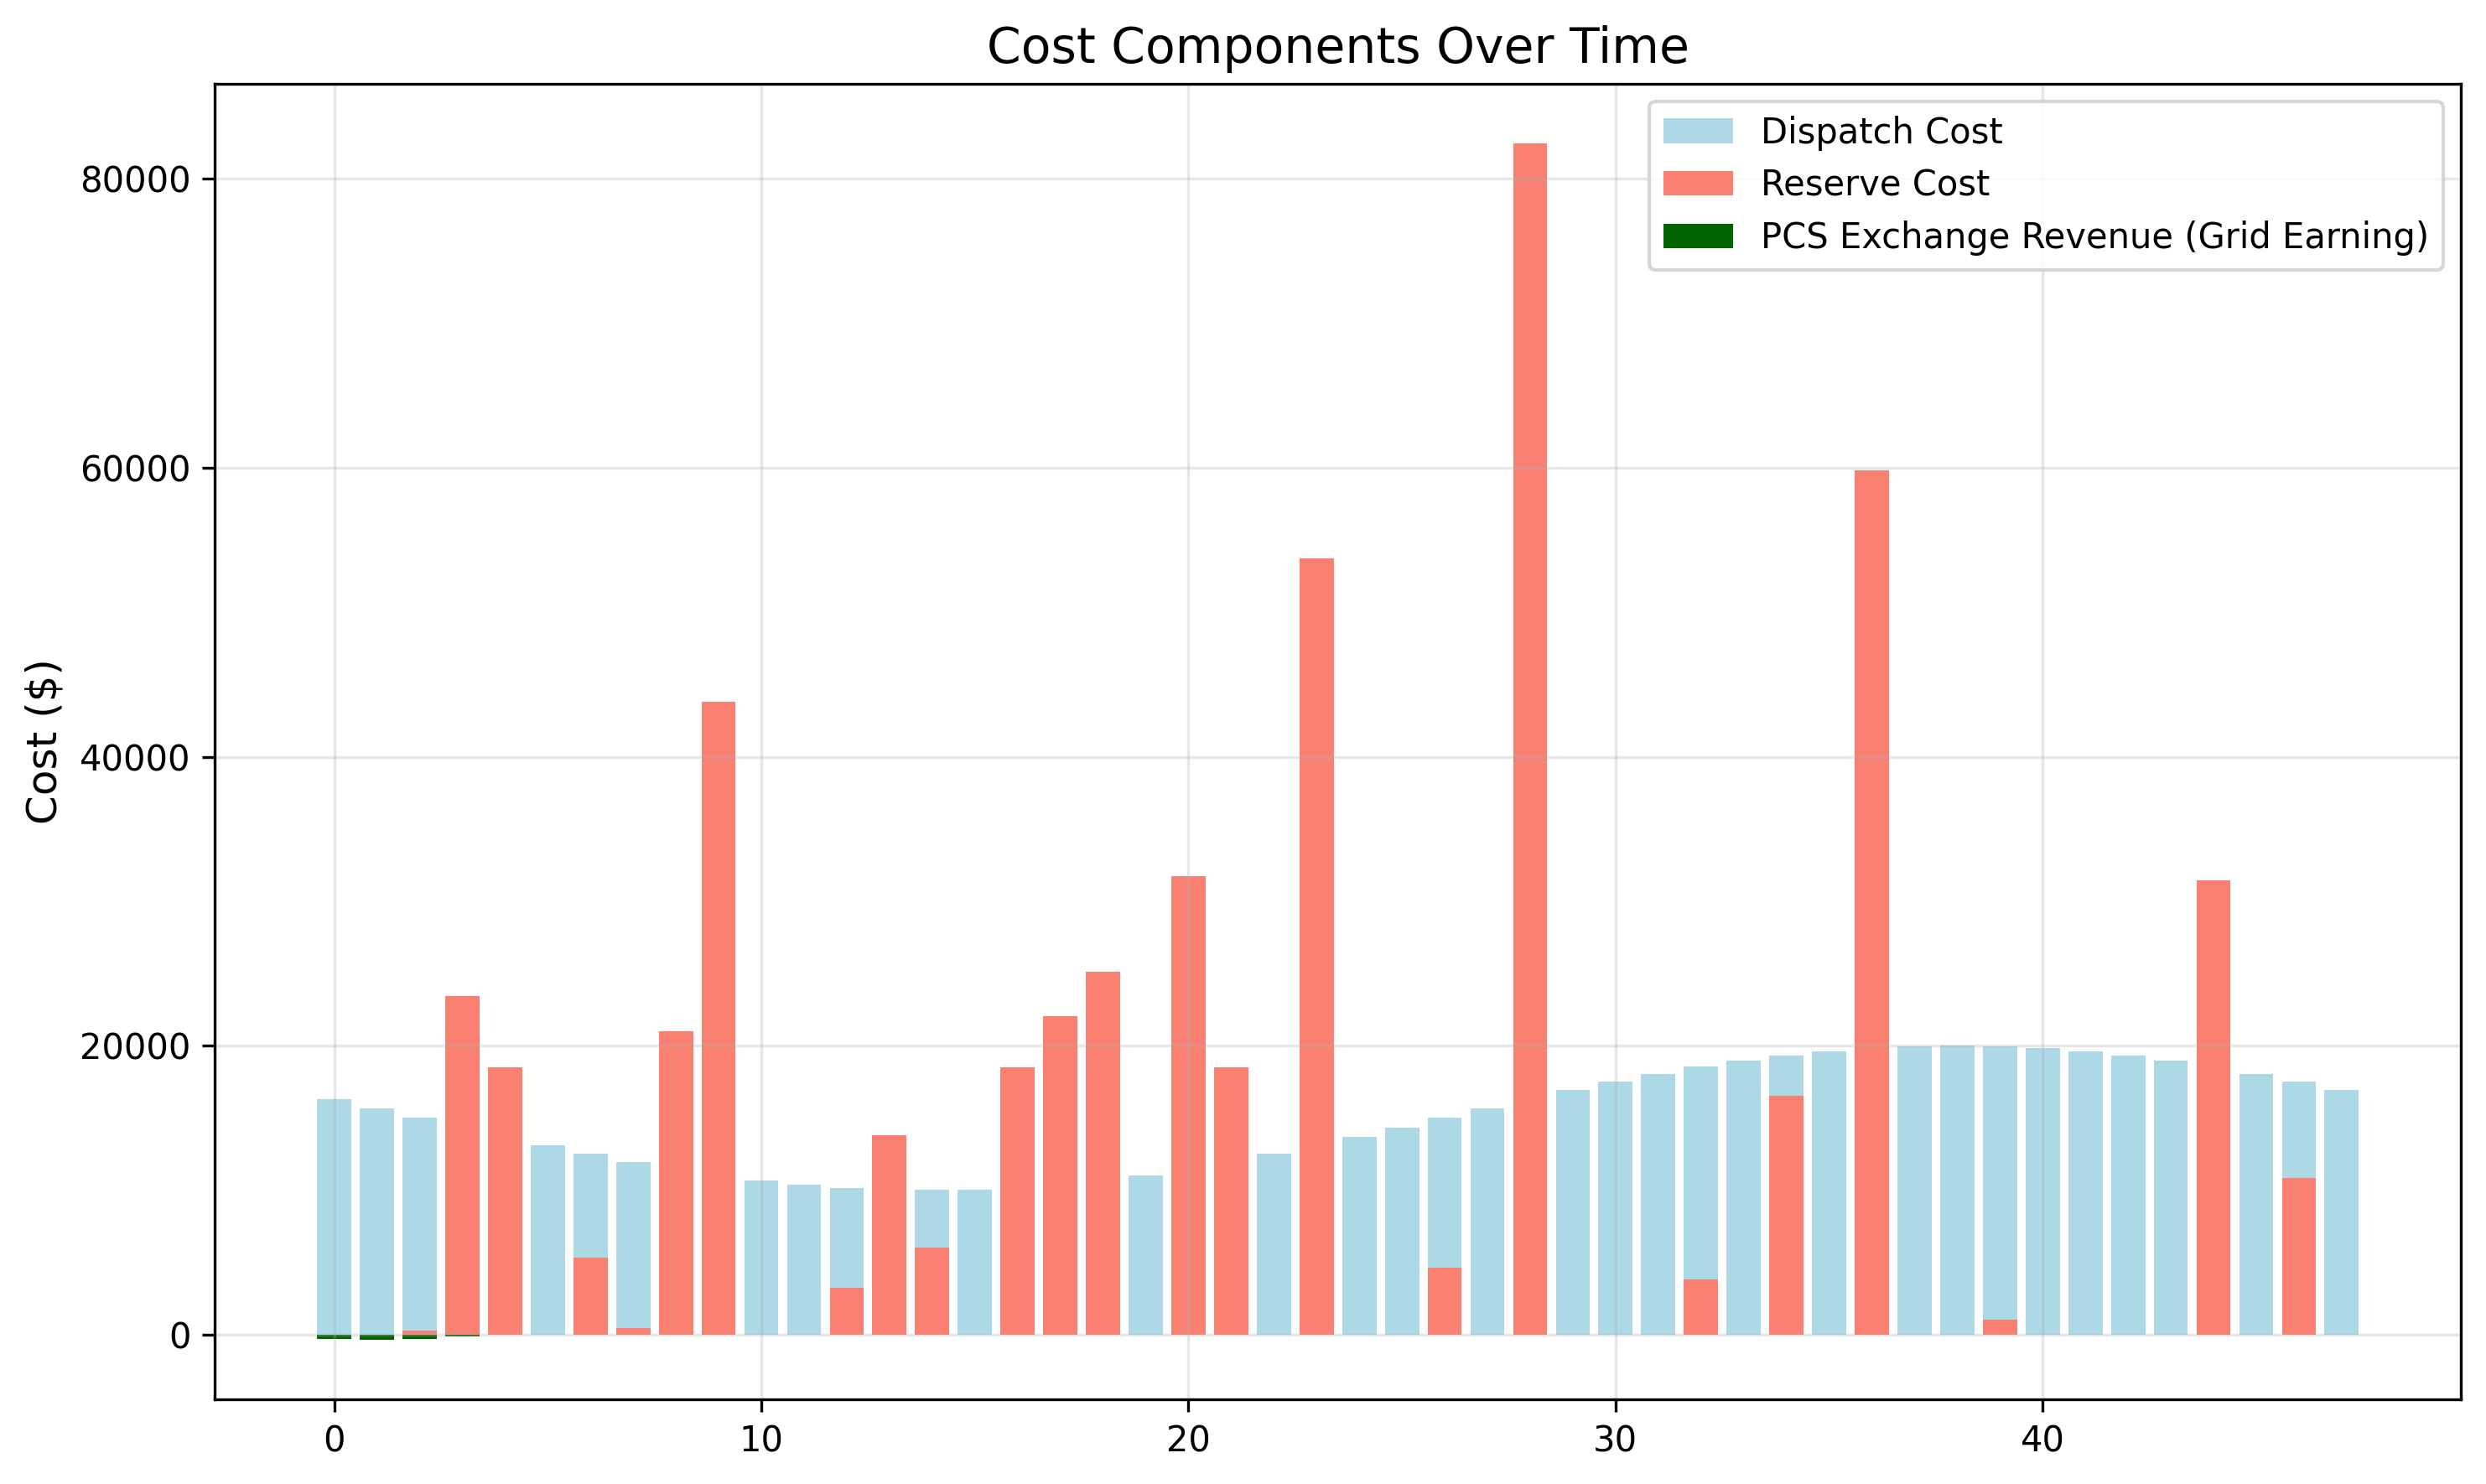 Cost Components Over Time
Dispatch Cost
Reserve Cost
PCS Exchange Revenue (Grid Earning)
Cost ($)
80000
60000
40000
20000
0
0 10 20 30 40